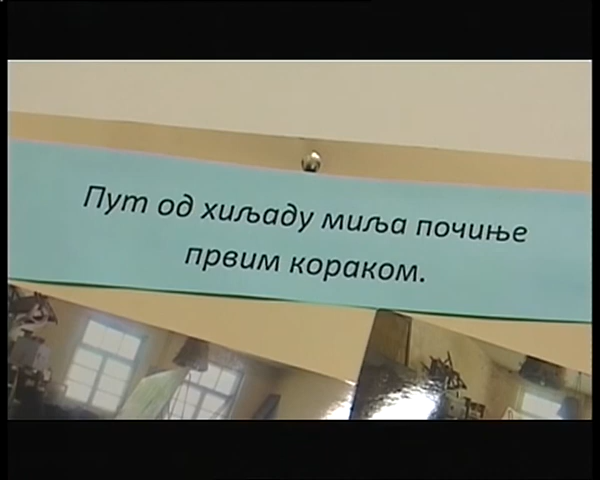 Пут од хиљаду миља почиње
првим кораком.